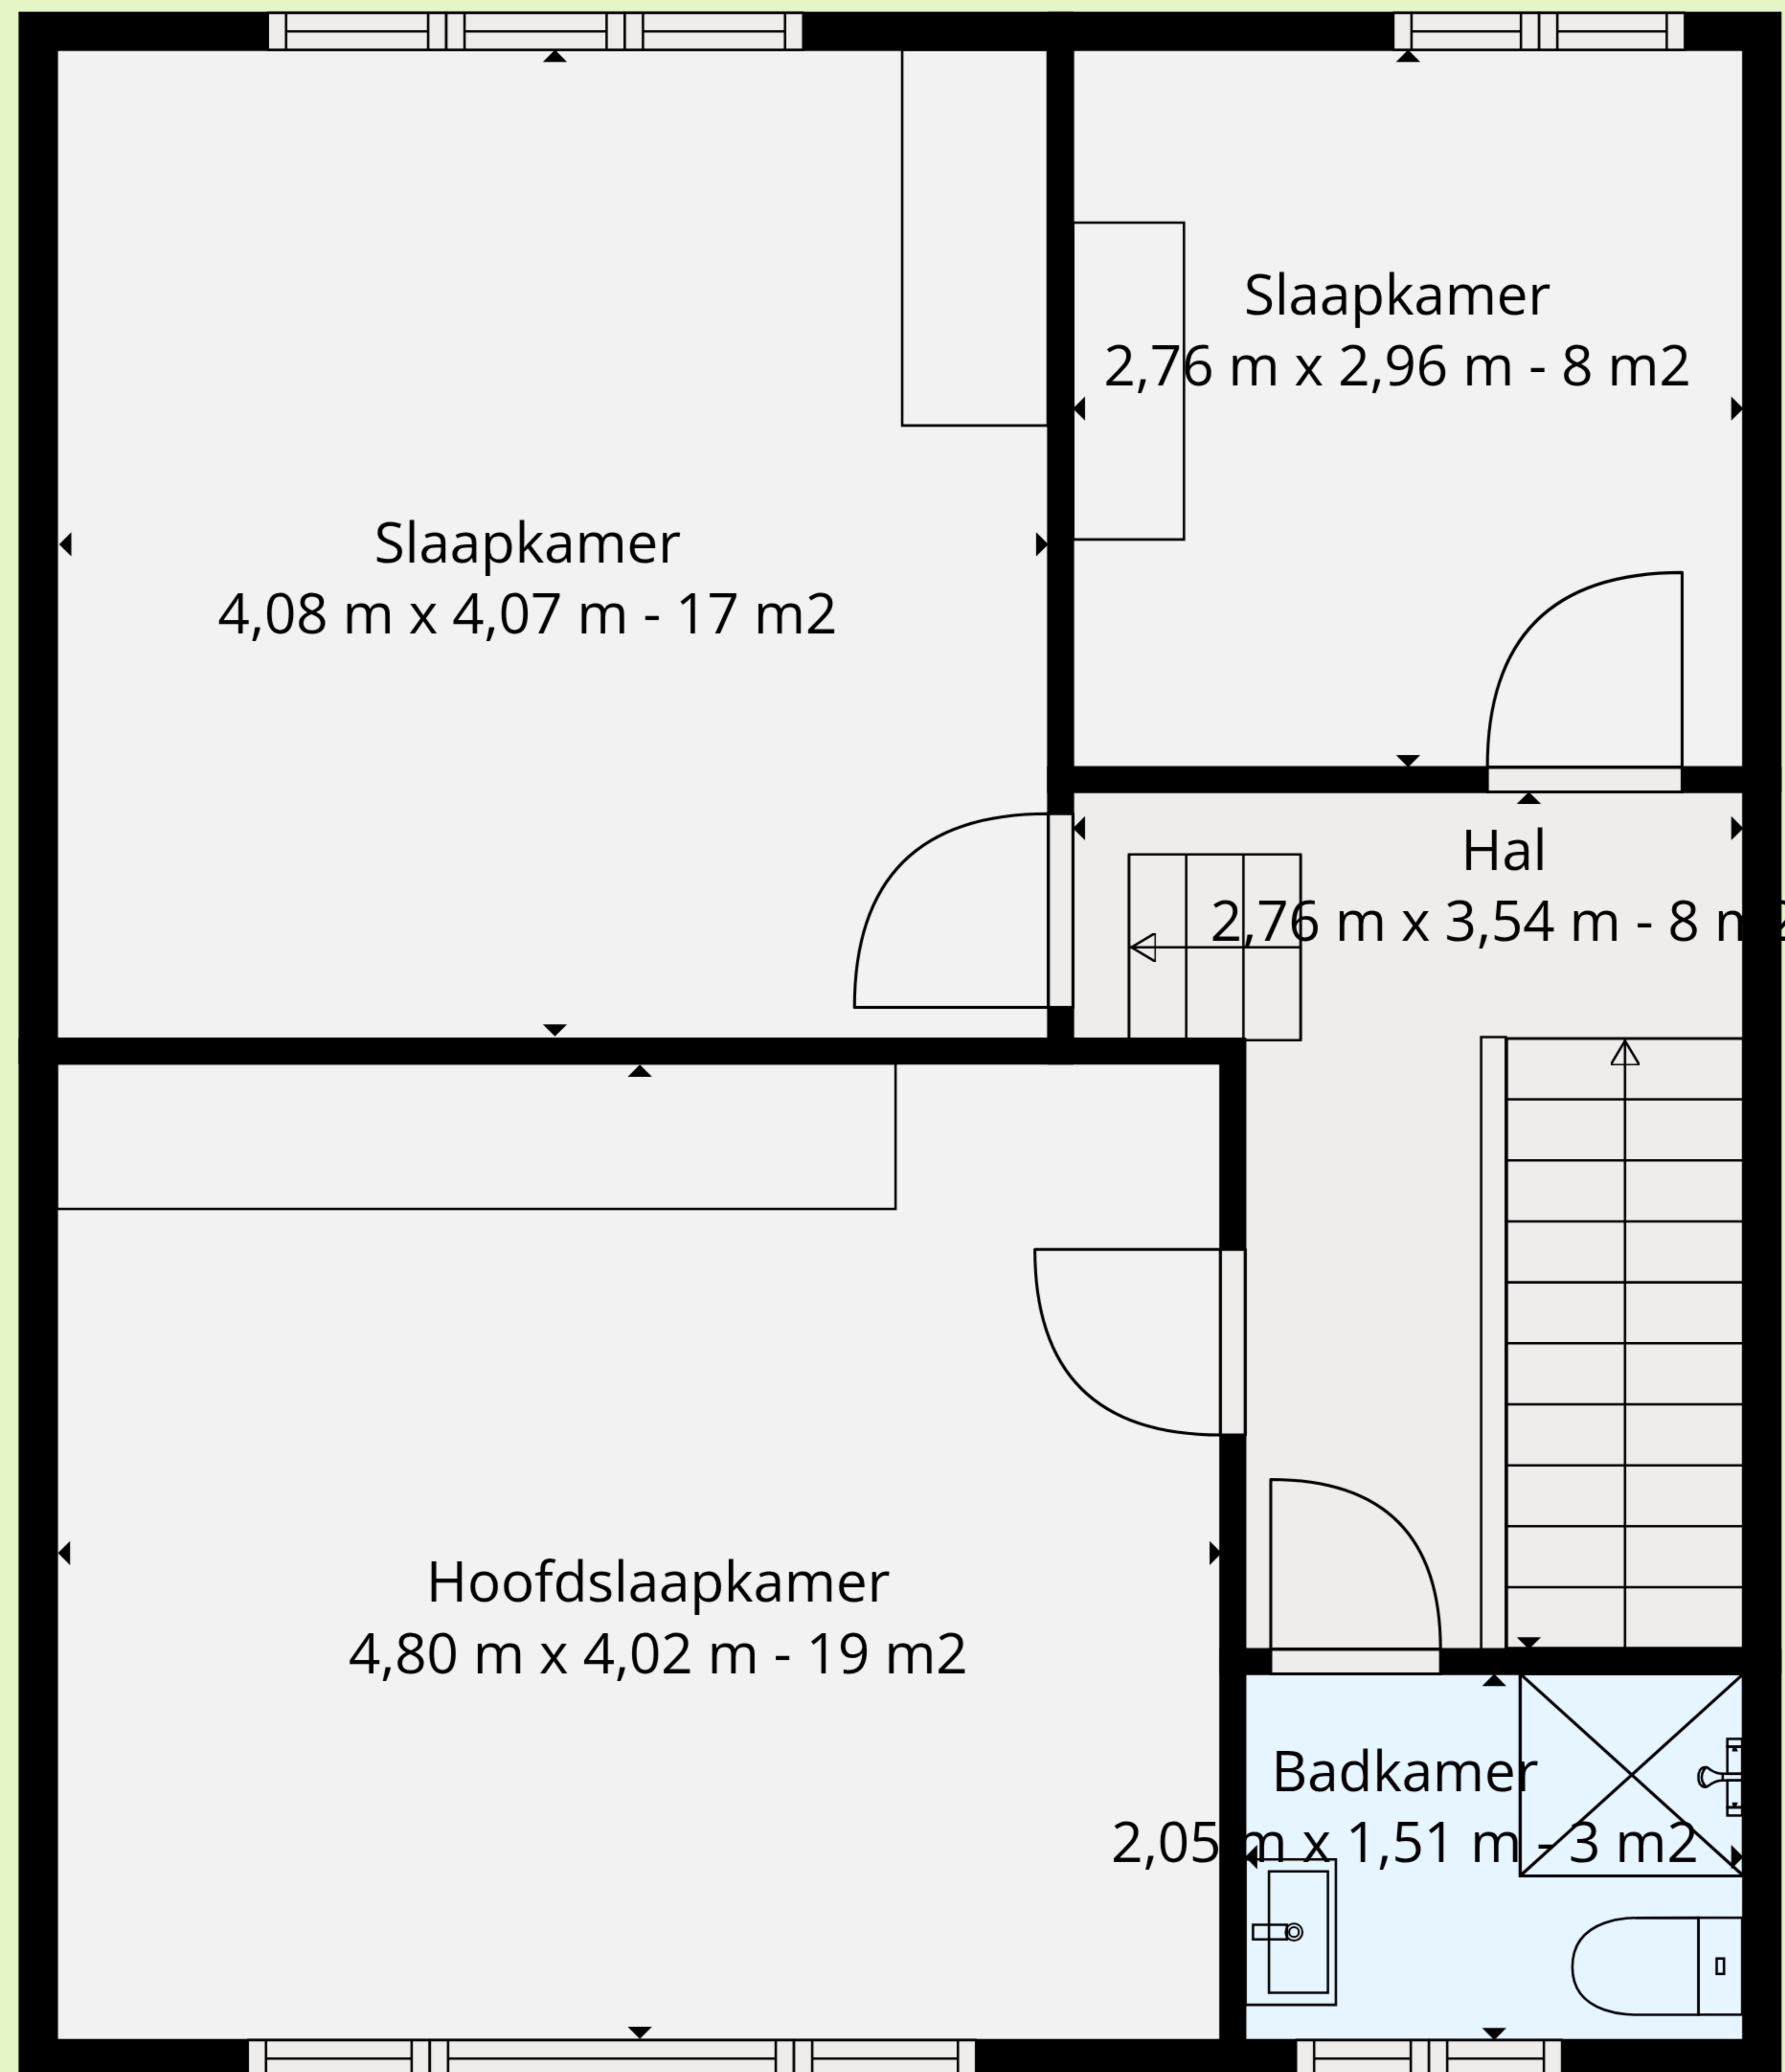 Slaapkamer
2,76 m x 2,96 m - 8 m2
Slaapkamer
4,08 m x 4,07 m - 17 m2
Hal
2,76 m x 3,54 m - 8 m2
Hoofdslaapkamer
4,80 m x 4,02 m - 19 m2
Badkamer
2,05 m x 1,51 m - 3 m2